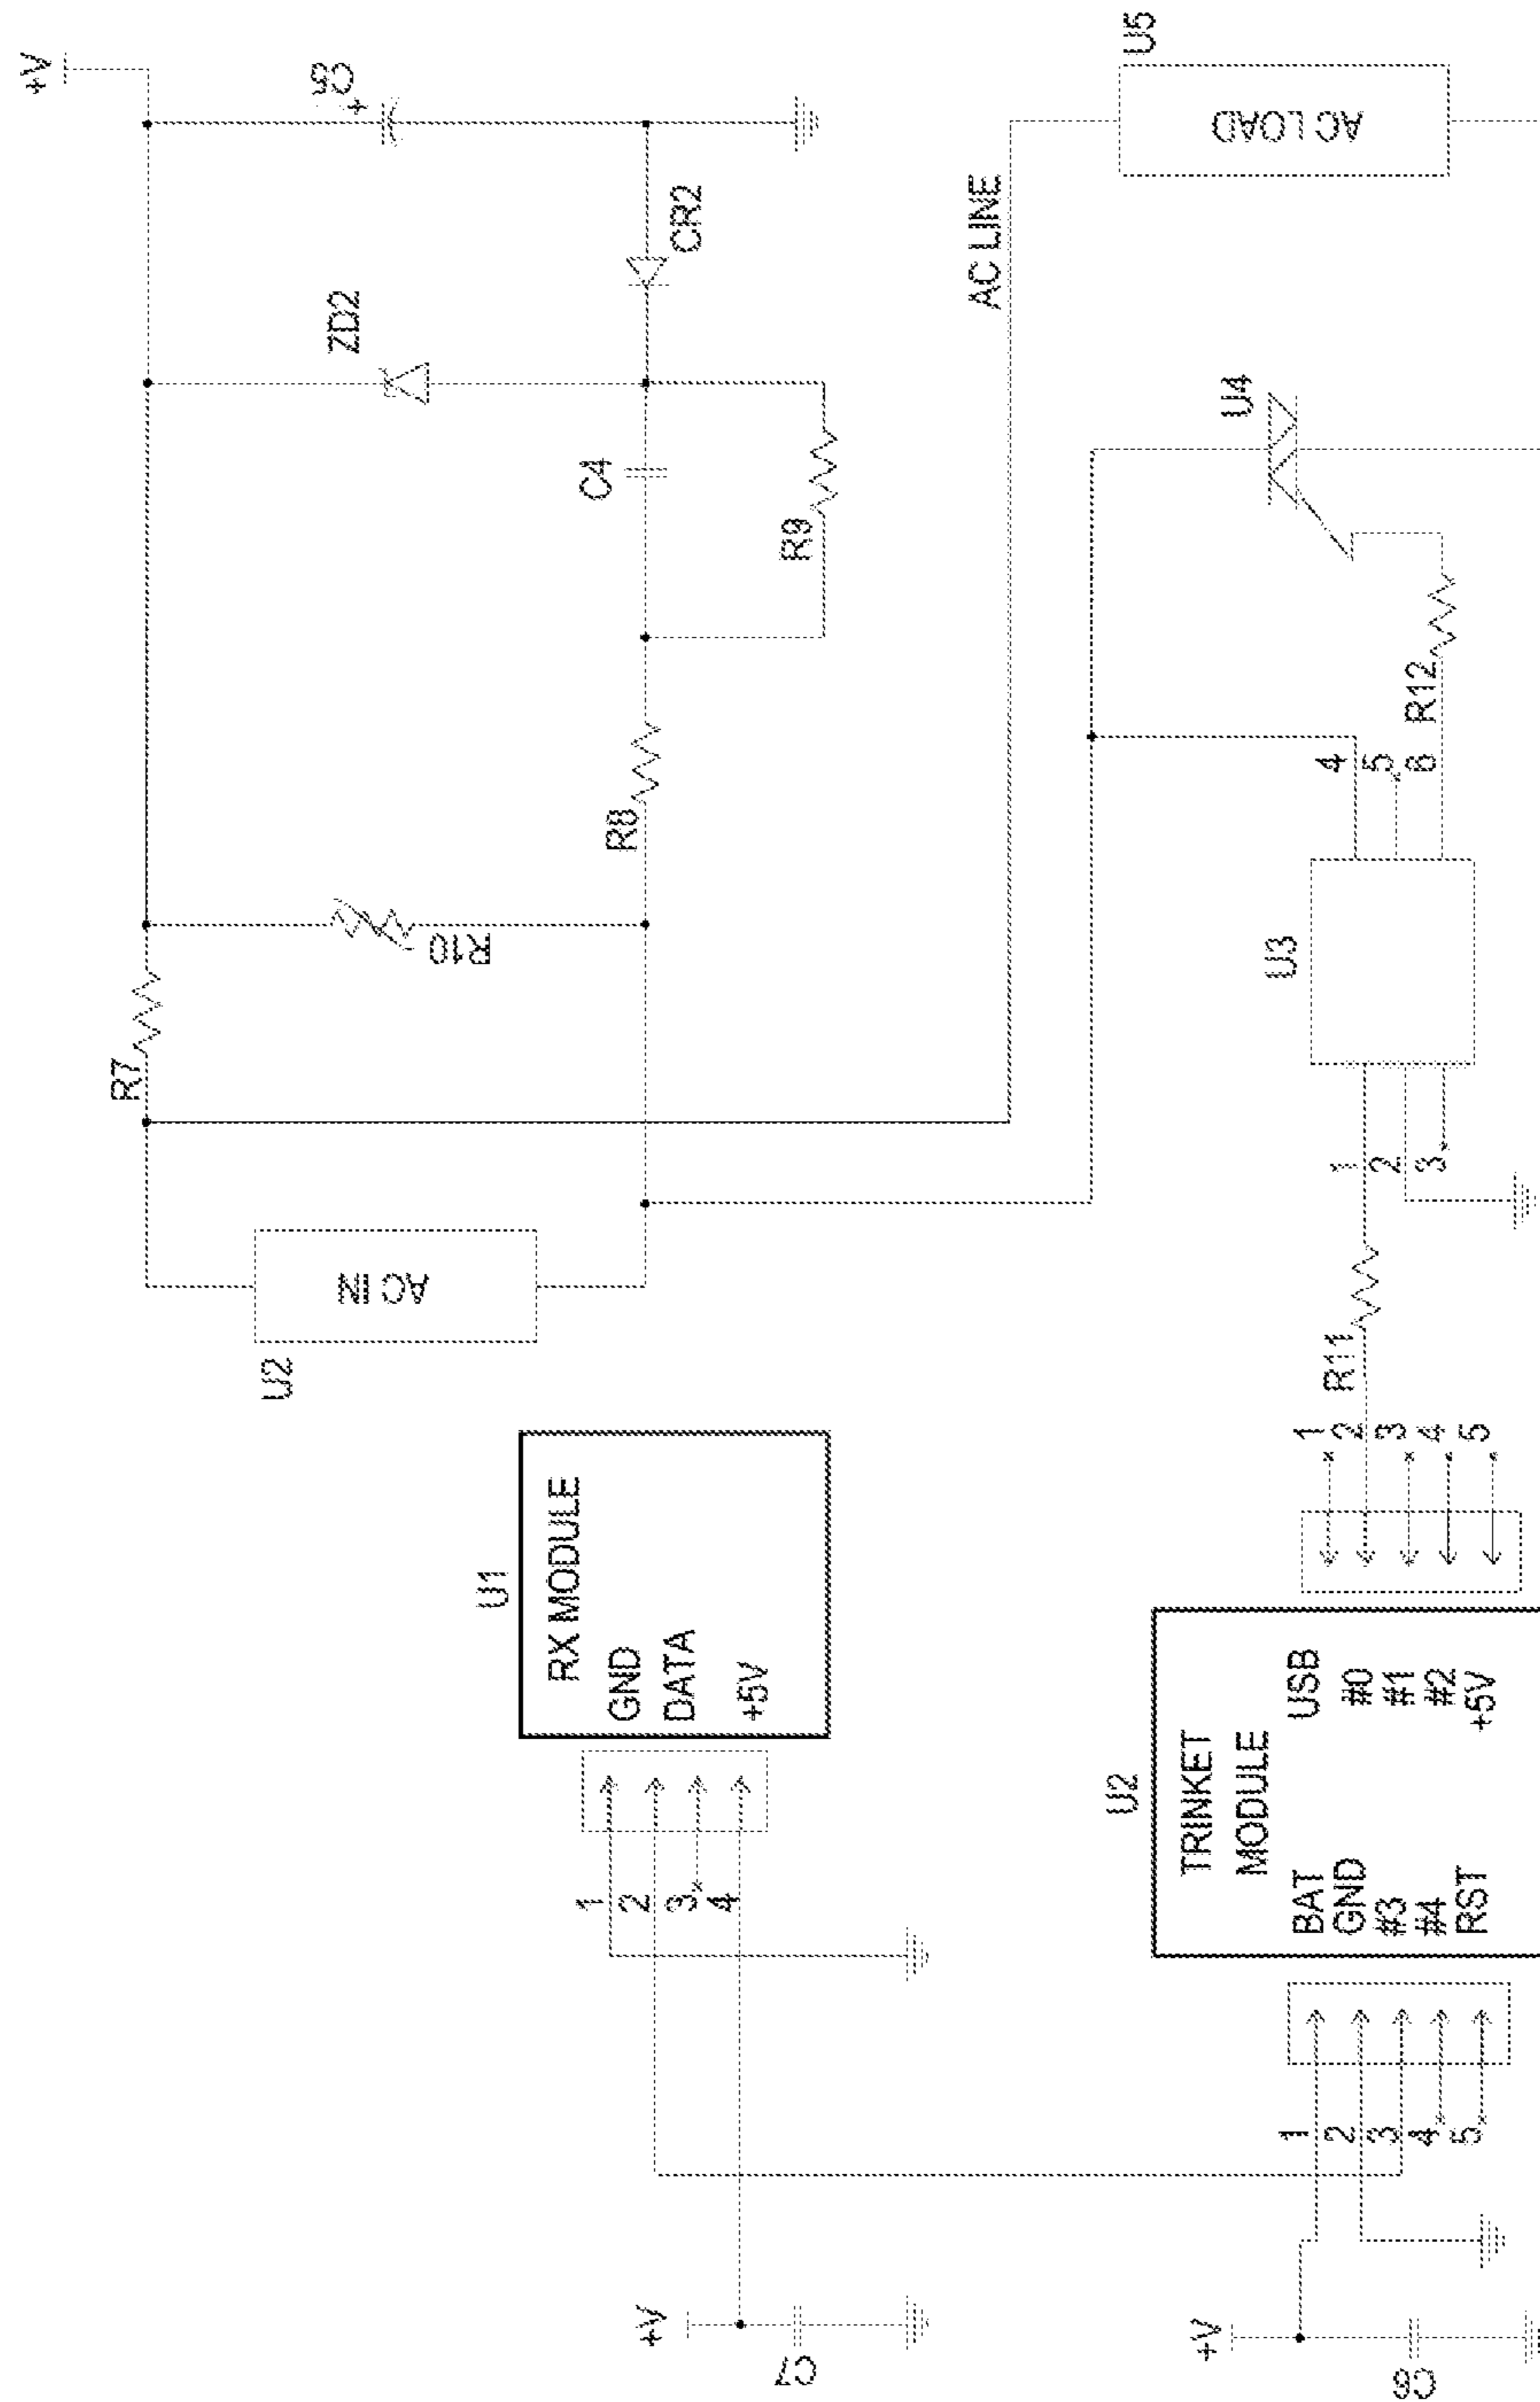 +V
C5
+
ZD2
CR2
C4
R9
R8
R10
R7
U2
AC IN
AC LINE
U5
AC LOAD
U4
R12
4
5
6
U3
1
2
3
R11
U1
RX MODULE
GND
DATA
+5V
1
2
3
4
+V
C7
U2
TRINKET
MODULE
BAT
GND
#3
#4
RST
USB
#0
#1
#2
+5V
1
2
3
4
5
1
2
3
4
5
+V
C6